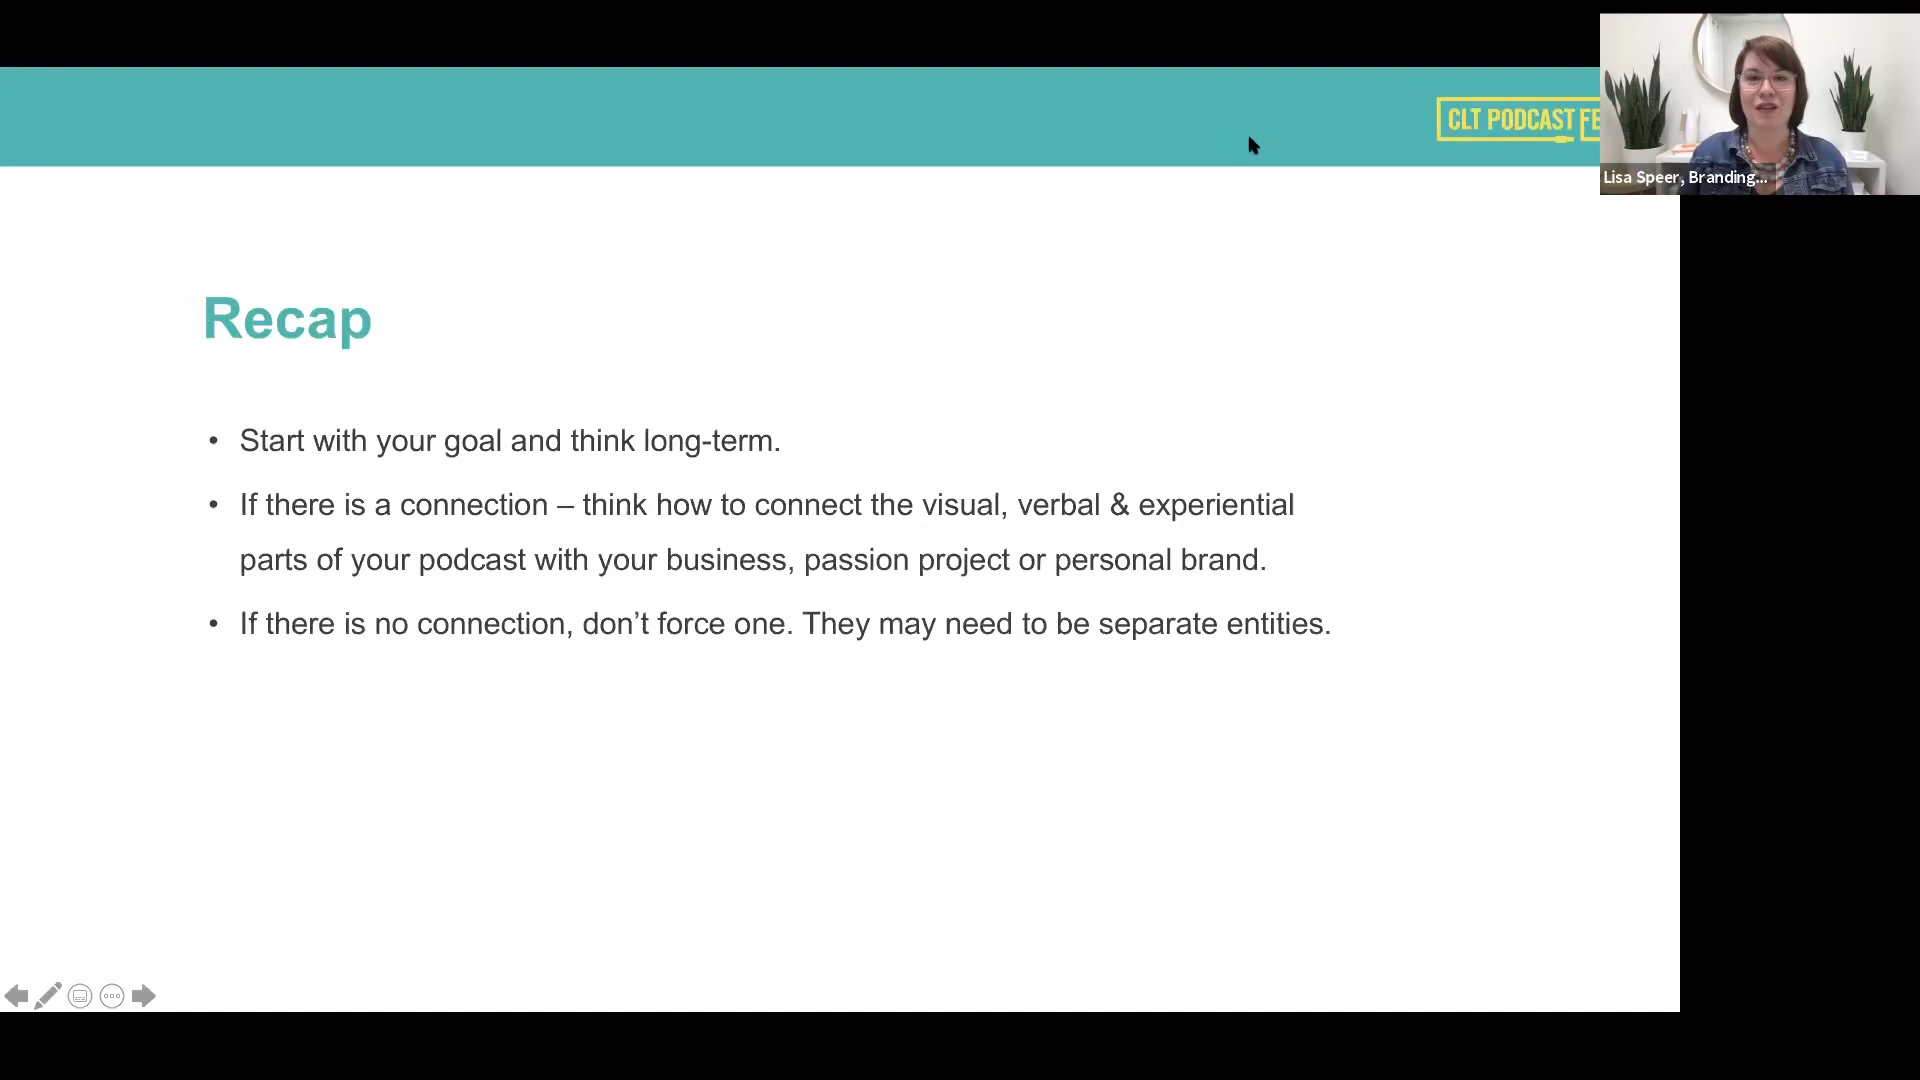 CLT PODCAST FE
Lisa Speer, Branding...
Recap
• Start with your goal and think long-term.
• If there is a connection – think how to connect the visual, verbal & experiential
parts of your podcast with your business, passion project or personal brand.
• If there is no connection, don’t force one. They may need to be separate entities.